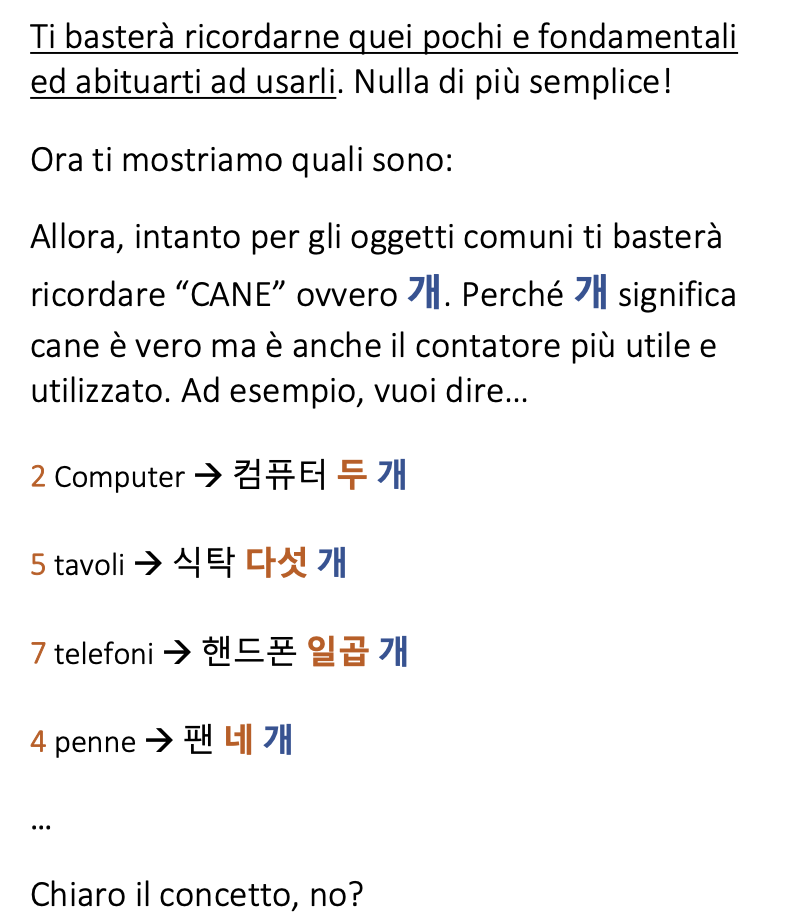 Ti basterà ricordarne quei pochi e fondamentali
ed abituarti ad usarli. Nulla di più semplice!
Ora ti mostriamo quali sono:
Allora, intanto per gli oggetti comuni ti basterà
ricordare “CANE” ovvero 개. Perché 개 significa
cane è vero ma è anche il contatore più utile e
utilizzato. Ad esempio, vuoi dire...
2 Computer → 컴퓨터 두 개
5 tavoli → 식탁 다섯 개
7 telefoni → 핸드폰 일곱 개
4 penne → 팬 네 개
...
Chiaro il concetto, no?